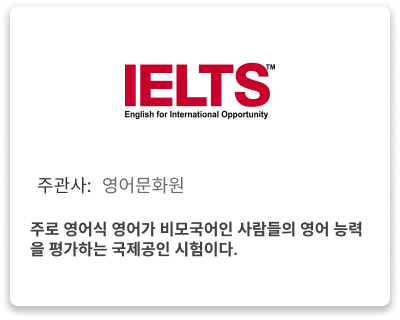 IELTS™
English for International Opportunity
주관사: 영어문화원
주로 영어식 영어가 비모국어인 사람들의 영어 능력
을 평가하는 국제공인 시험이다.